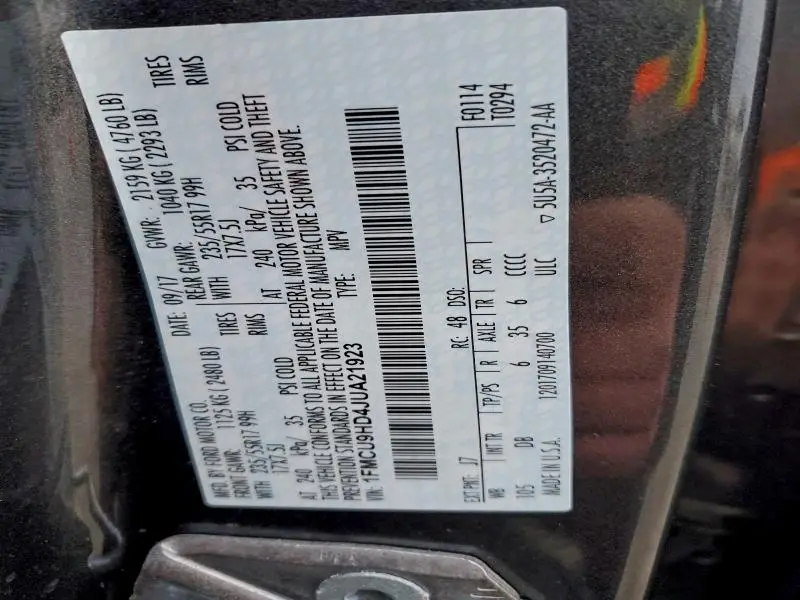 MFD. BY FORD MOTOR CO.
DATE: 09/17 GVWR: 2159 KG ( 4760 LB)
FRONT GAWR: 1125 KG ( 2480 LB) REAR GAWR: 1040 KG ( 2293 LB)
WITH 235/55R17 99H TIRES WITH 235/55R17 99H TIRES
17X7.5J RIMS 17X7.5J RIMS
AT 240 kPa/ 35 PSI COLD AT 240 kPa/ 35 PSI COLD
THIS VEHICLE CONFORMS TO ALL APPLICABLE FEDERAL MOTOR VEHICLE SAFETY AND THEFT
PREVENTION STANDARDS IN EFFECT ON THE DATE OF MANUFACTURE SHOWN ABOVE.
VIN: 1FMCU9HD4JUA21923 TYPE: MPV
F0114
T0294
EXT PNT: J7 RC: 48 DSO:
WB INT TR TP/PS R AXLE TR SPR
105 DB 6 35 6 CCCC
MADE IN U.S.A. 1201709140700 ULC
▽ 5U5A-3520472-AA